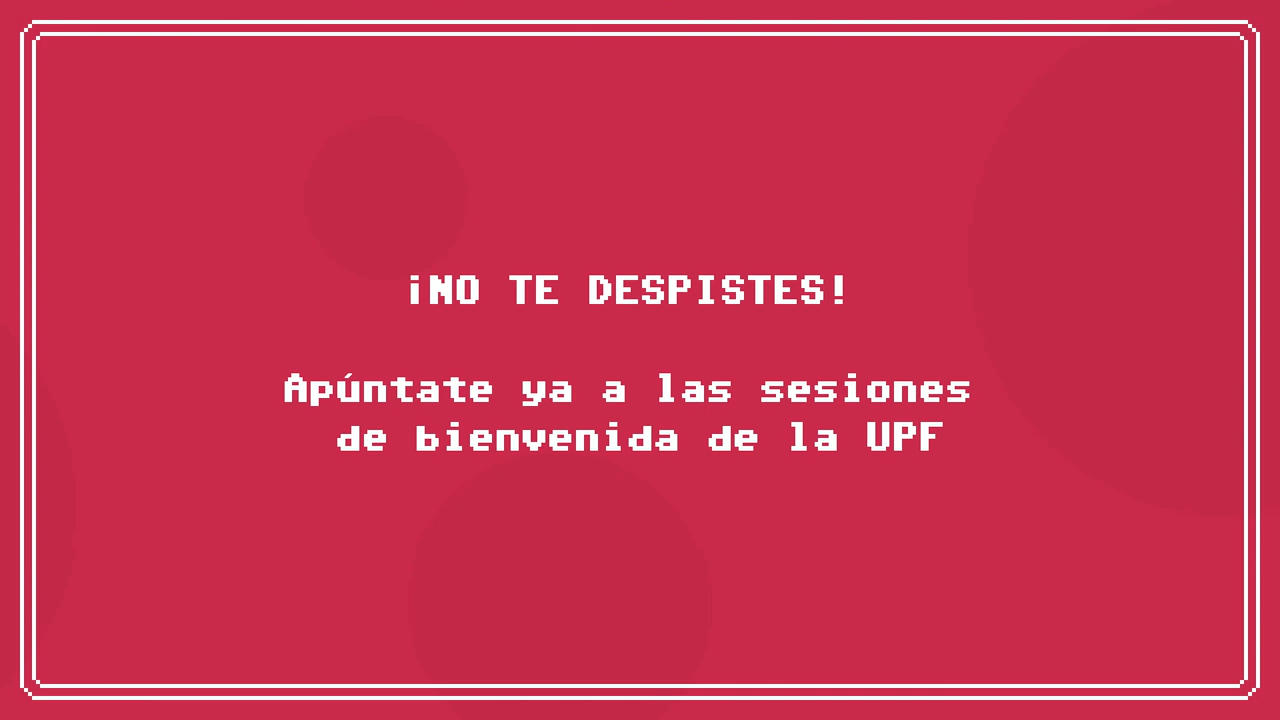 ¡NO TE DESPISTES!
Apúntate ya a las sesiones
de bienvenida de la UPF